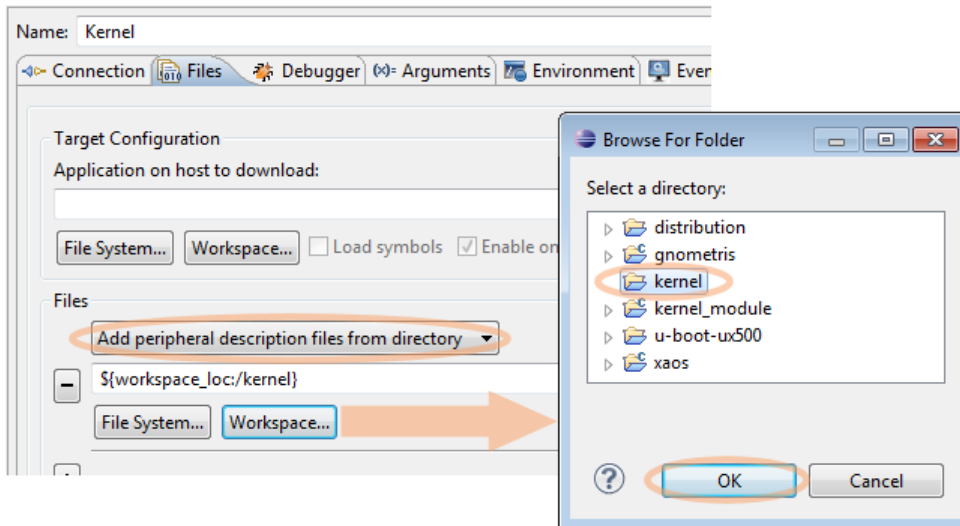 Name: Kernel
Connection Files Debugger (x)= Arguments Environment Even
Target Configuration
Application on host to download:
File System... Workspace... Load symbols Enable on
Files
Add peripheral description files from directory
${workspace_loc:/kernel}
File System... Workspace...
Browse For Folder
Select a directory:
distribution
gnometris
kernel
kernel_module
u-boot-ux500
xaos
OK Cancel